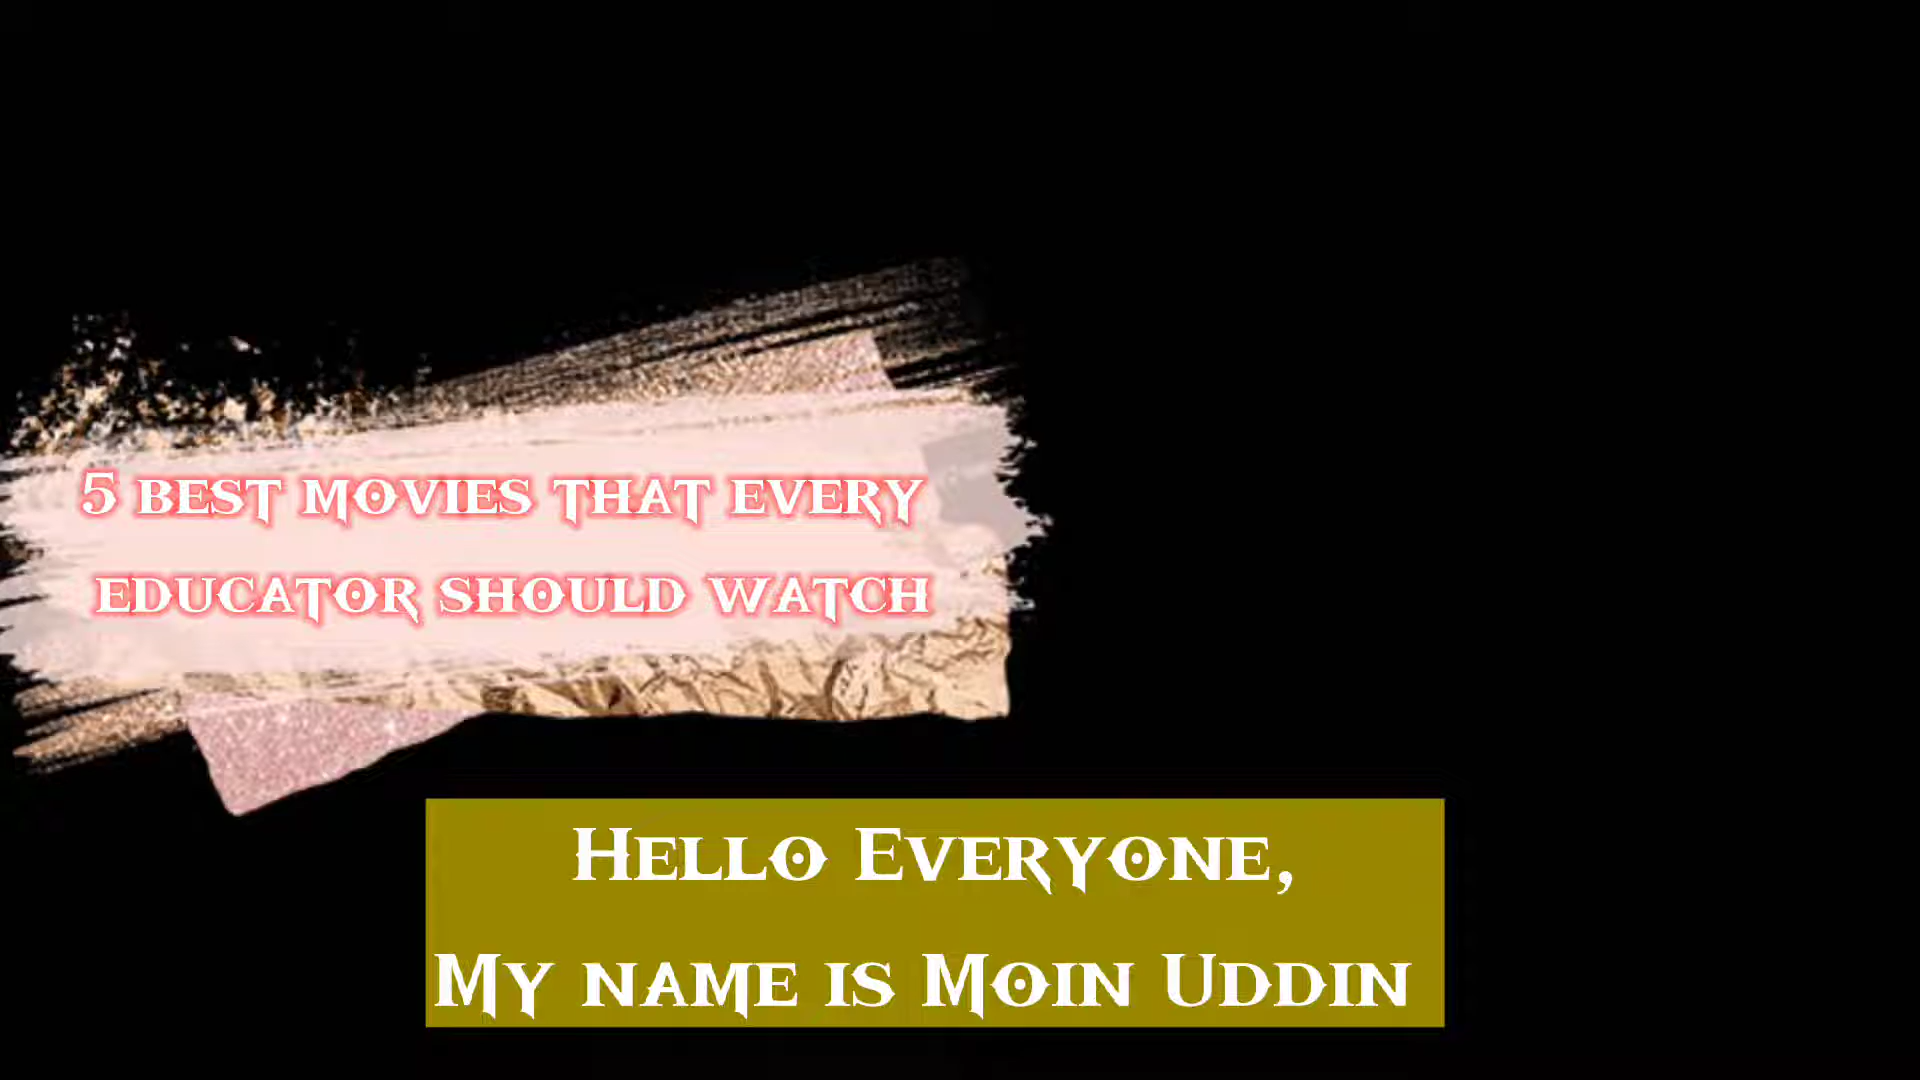 5 best movies that every
educator should watch
Hello Everyone,
My name is Moin Uddin